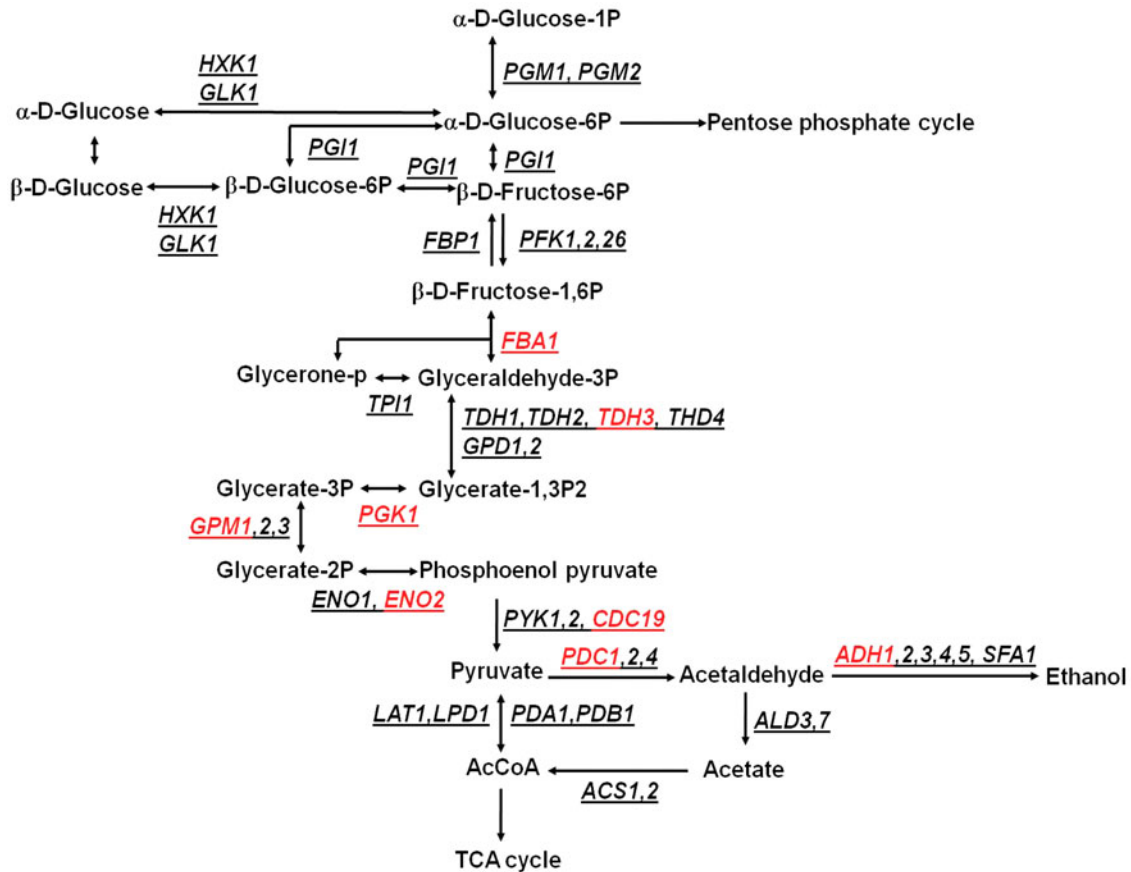 α-D-Glucose-1P
HXK1
GLK1
PGM1, PGM2
α-D-Glucose
α-D-Glucose-6P
Pentose phosphate cycle
PGI1
PGI1
PGI1
β-D-Glucose
β-D-Glucose-6P
β-D-Fructose-6P
HXK1
GLK1
FBP1
PFK1,2,26
β-D-Fructose-1,6P
FBA1
Glycerone-p
Glyceraldehyde-3P
TPI1
TDH1,TDH2, TDH3, THD4
GPD1,2
Glycerate-3P
Glycerate-1,3P2
PGK1
GPM1,2,3
Glycerate-2P
Phosphoenol pyruvate
ENO1, ENO2
PYK1,2, CDC19
Pyruvate
PDC1,2,4
Acetaldehyde
ADH1,2,3,4,5, SFA1
Ethanol
LAT1,LPD1
PDA1,PDB1
ALD3,7
AcCoA
Acetate
ACS1,2
TCA cycle